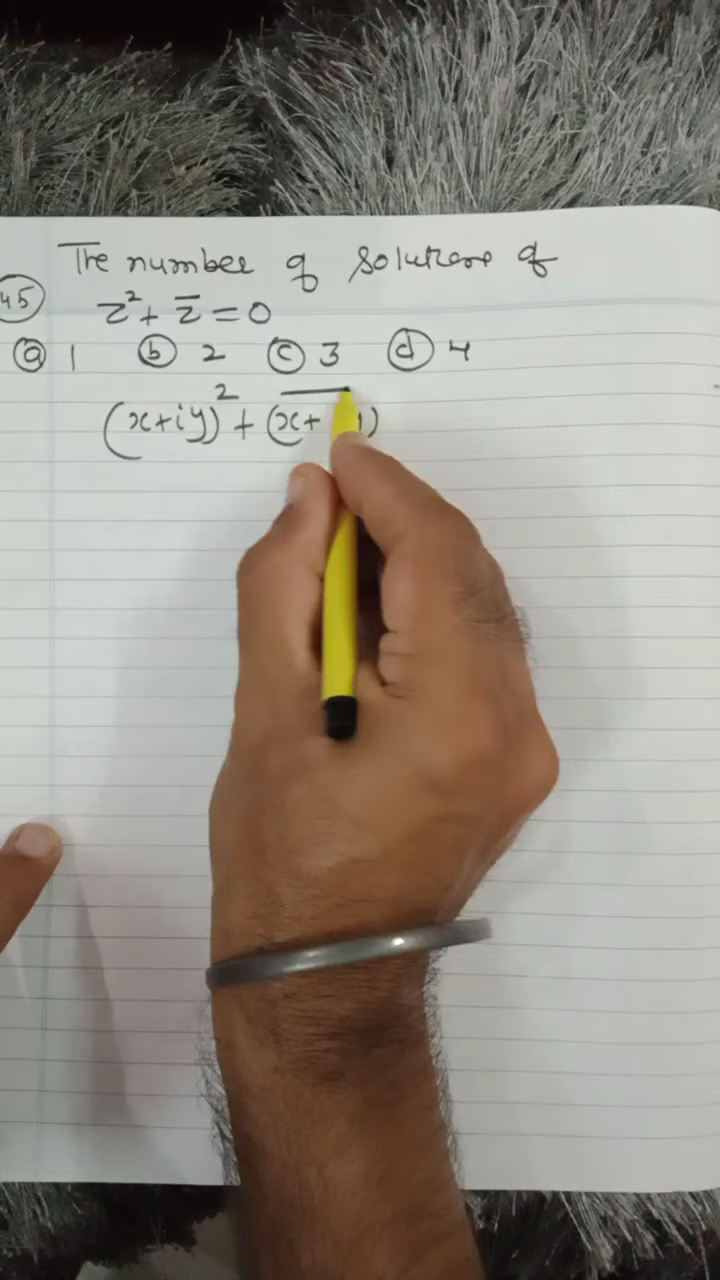 The number of solutions of
45 z² + z̅ = 0
(a) 1 (b) 2 (c) 3 (d) 4
(x+iy)² + (x+ y)